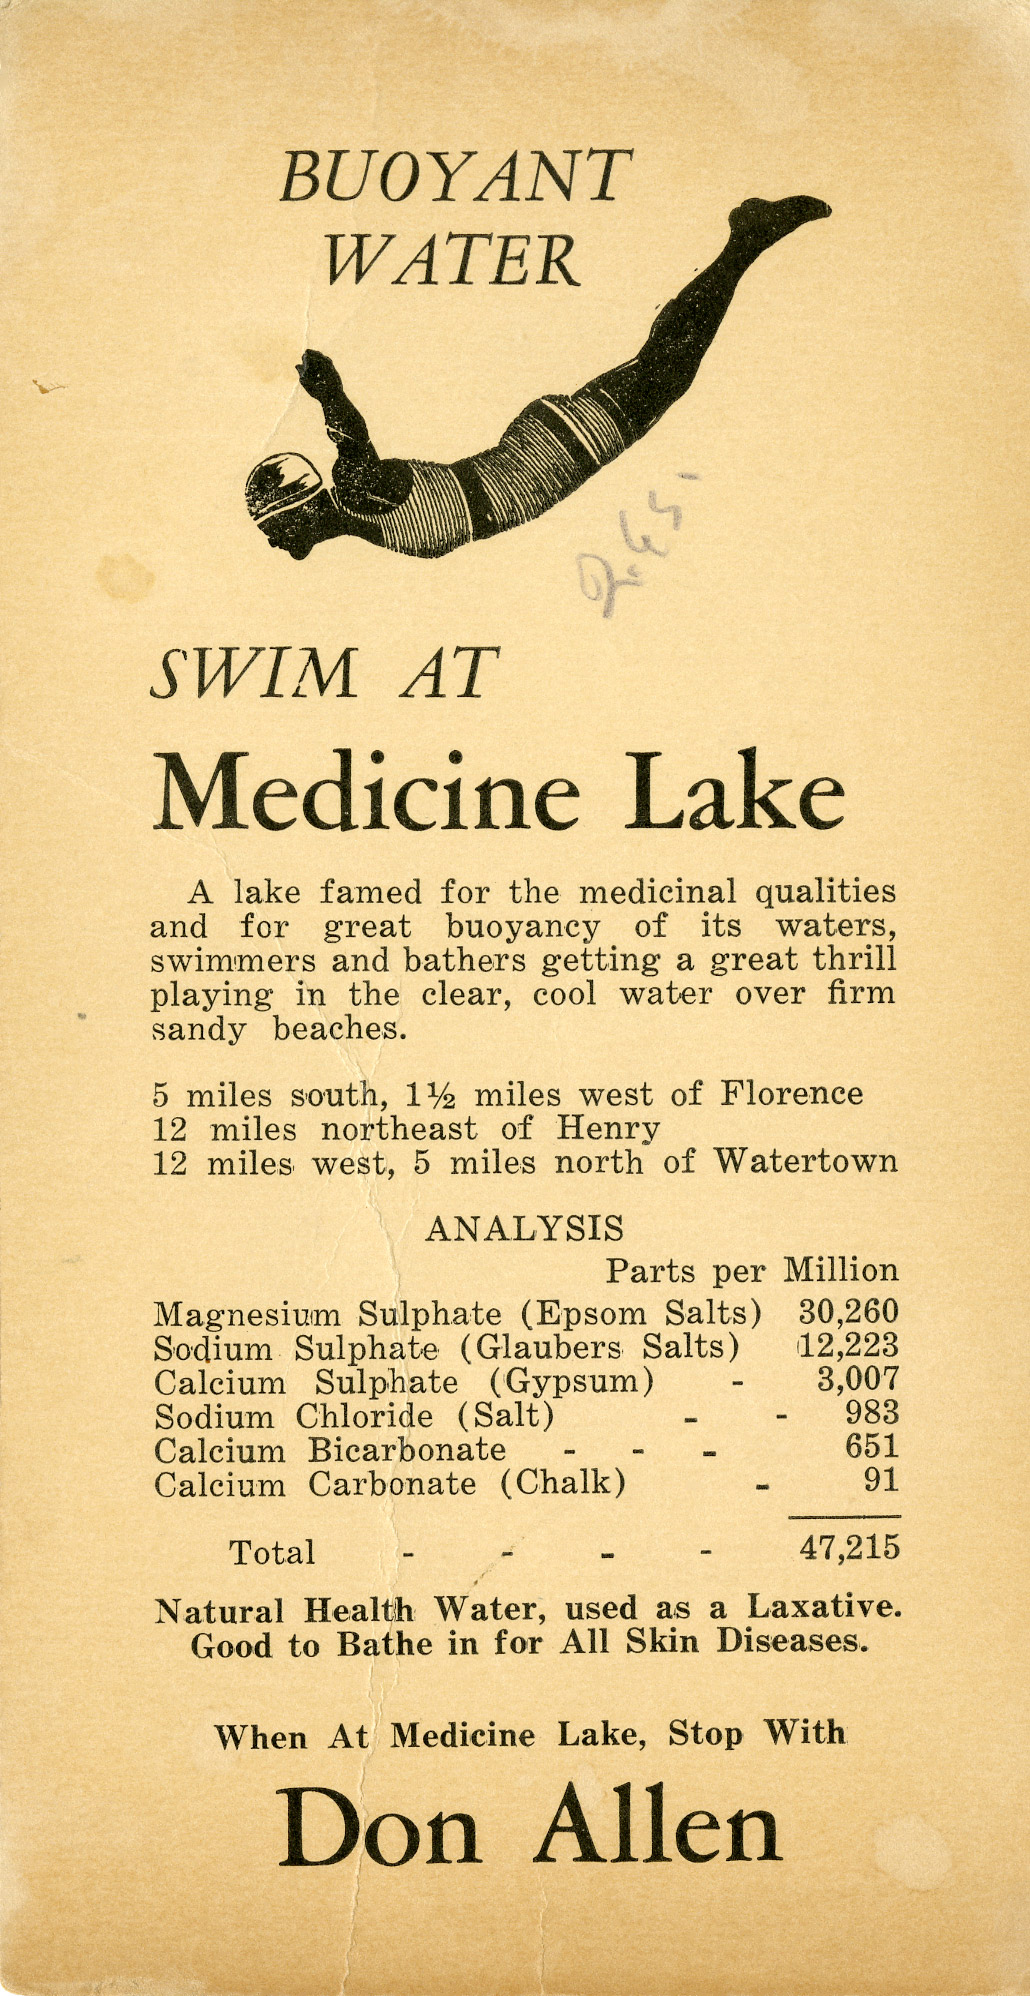 BUOYANT
WATER
SWIM AT
Medicine Lake
A lake famed for the medicinal qualities
and for great buoyancy of its waters,
swimmers and bathers getting a great thrill
playing in the clear, cool water over firm
sandy beaches.
5 miles south, 1½ miles west of Florence
12 miles northeast of Henry
12 miles west, 5 miles north of Watertown
ANALYSIS
Parts per Million
Magnesium Sulphate (Epsom Salts) 30,260
Sodium Sulphate (Glaubers Salts) 12,223
Calcium Sulphate (Gypsum) - 3,007
Sodium Chloride (Salt) - - 983
Calcium Bicarbonate - - - 651
Calcium Carbonate (Chalk) - 91
Total - - - - 47,215
Natural Health Water, used as a Laxative.
Good to Bathe in for All Skin Diseases.
When At Medicine Lake, Stop With
Don Allen